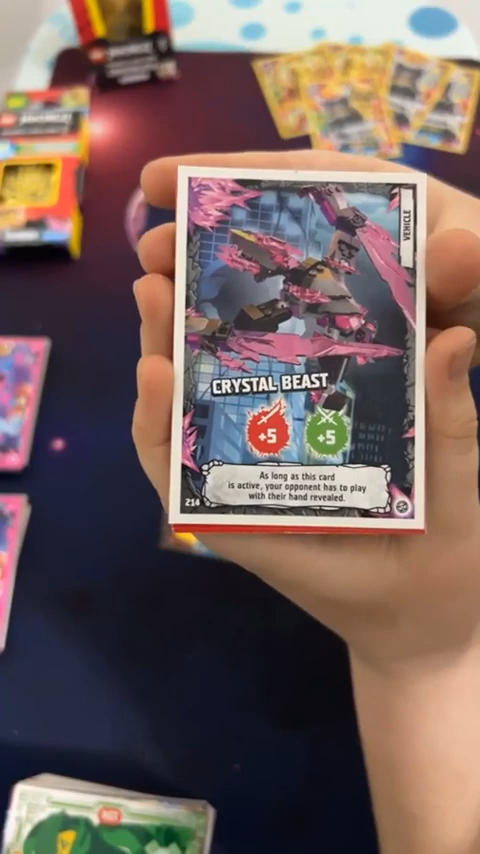 VEHICLE
CRYSTAL BEAST
+5 +5
As long as this card
is active, your opponent has to play
with their hand revealed.
214